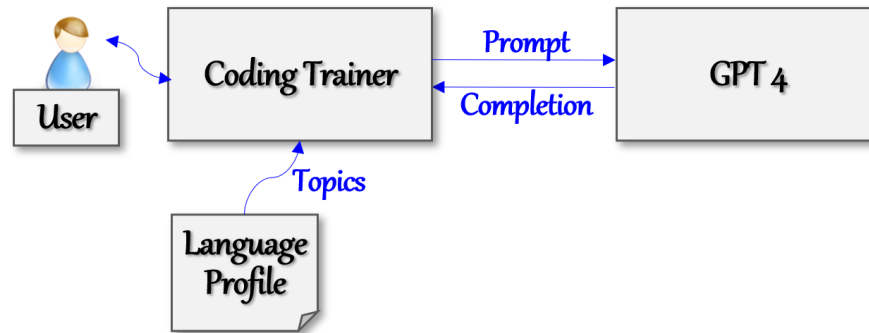 User
Coding Trainer
Prompt
Completion
GPT 4
Topics
Language
Profile